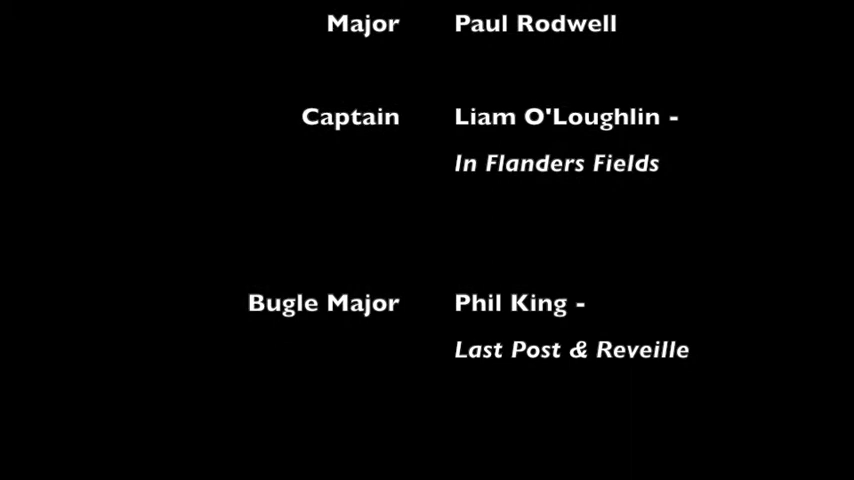 Major Paul Rodwell
Captain Liam O'Loughlin -
In Flanders Fields
Bugle Major Phil King -
Last Post & Reveille